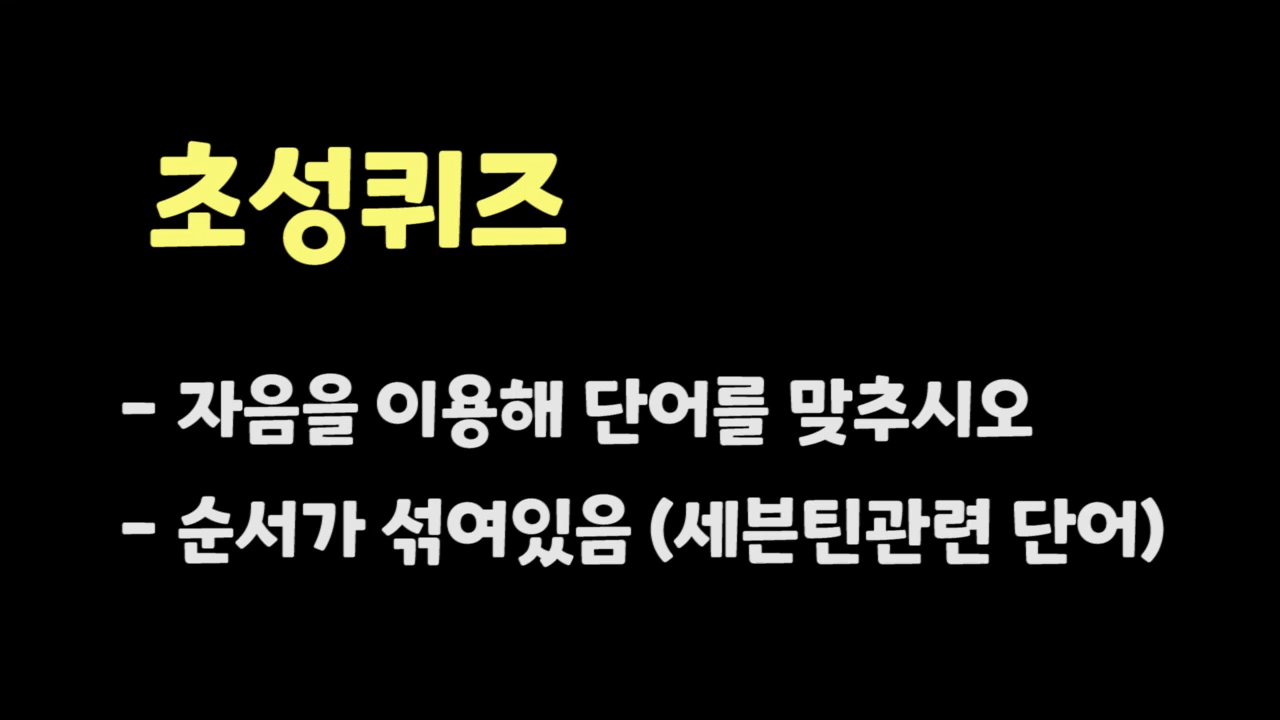 초성퀴즈
- 자음을 이용해 단어를 맞추시오
- 순서가 섞여있음 (세븐틴관련 단어)